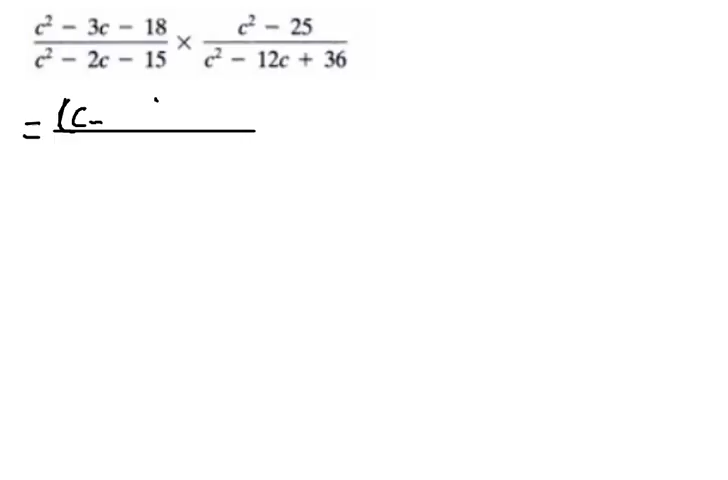 c² − 3c − 18 / c² − 2c − 15 × c² − 25 / c² − 12c + 36
= (c-